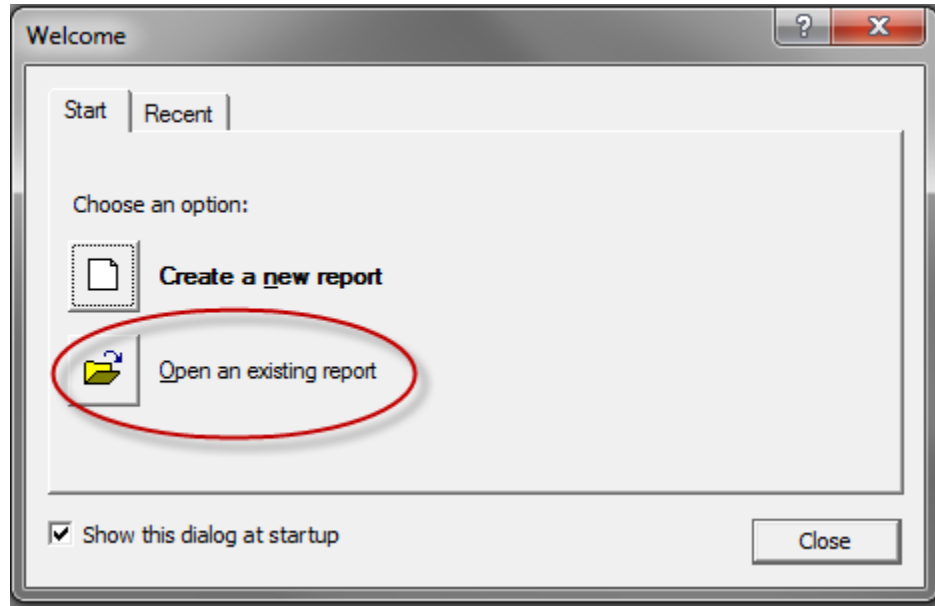 Welcome
?
X
Start
Recent
Choose an option:
Create a new report
Open an existing report
Show this dialog at startup
Close